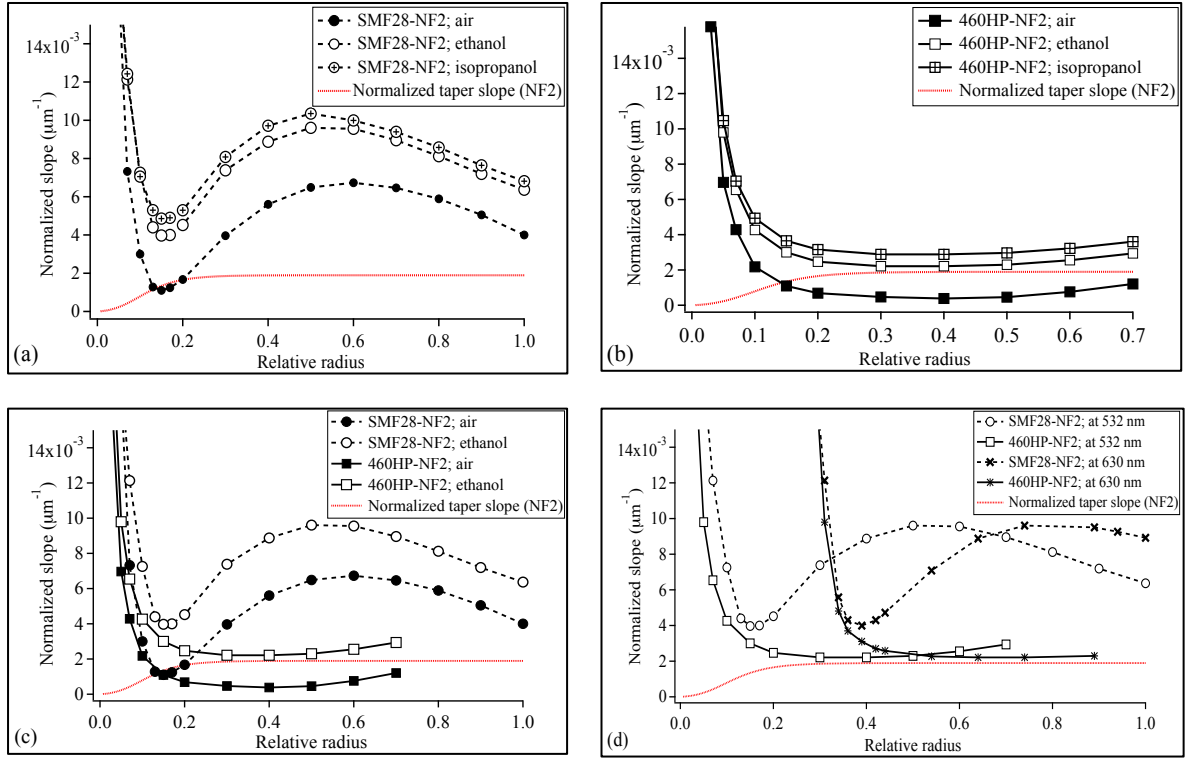 SMF28-NF2; air
SMF28-NF2; ethanol
SMF28-NF2; isopropanol
Normalized taper slope (NF2)
14x10⁻³
12
10
8
6
4
2
0
Normalized slope (µm⁻¹)
0.0 0.2 0.4 0.6 0.8 1.0
Relative radius
(a)
460HP-NF2; air
460HP-NF2; ethanol
460HP-NF2; isopropanol
Normalized taper slope (NF2)
14x10⁻³
12
10
8
6
4
2
0
Normalized slope (µm⁻¹)
0.0 0.1 0.2 0.3 0.4 0.5 0.6 0.7
Relative radius
(b)
SMF28-NF2; air
SMF28-NF2; ethanol
460HP-NF2; air
460HP-NF2; ethanol
Normalized taper slope (NF2)
14x10⁻³
12
10
8
6
4
2
0
Normalized slope (µm⁻¹)
0.0 0.2 0.4 0.6 0.8 1.0
Relative radius
(c)
SMF28-NF2; at 532 nm
460HP-NF2; at 532 nm
SMF28-NF2; at 630 nm
460HP-NF2; at 630 nm
Normalized taper slope (NF2)
14x10⁻³
12
10
8
6
4
2
0
Normalized slope (µm⁻¹)
0.0 0.2 0.4 0.6 0.8 1.0
Relative radius
(d)